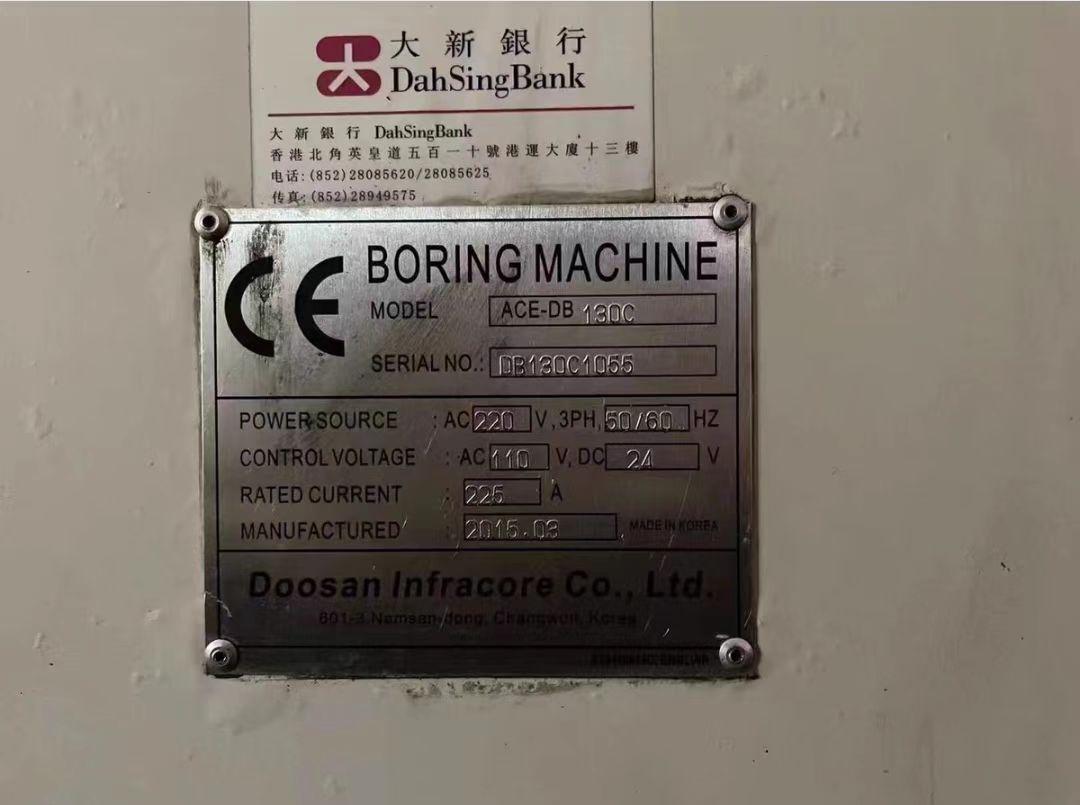 大新銀行
DahSingBank
大新銀行 DahSingBank
香港北角英皇道五百一十號港運大廈十三樓
电话:(852)28085620/28085625
传真:(852)28949575
CE
BORING MACHINE
MODEL ACE-DB 130C
SERIAL NO.: DB130C1055
POWER SOURCE : AC 220 V, 3PH, 50/60 HZ
CONTROL VOLTAGE : AC 110 V, DC 24 V
RATED CURRENT : 225 A
MANUFACTURED : 2015.03 MADE IN KOREA
Doosan Infracore Co., Ltd.
601-3, Namsan-dong, Changwon, Korea